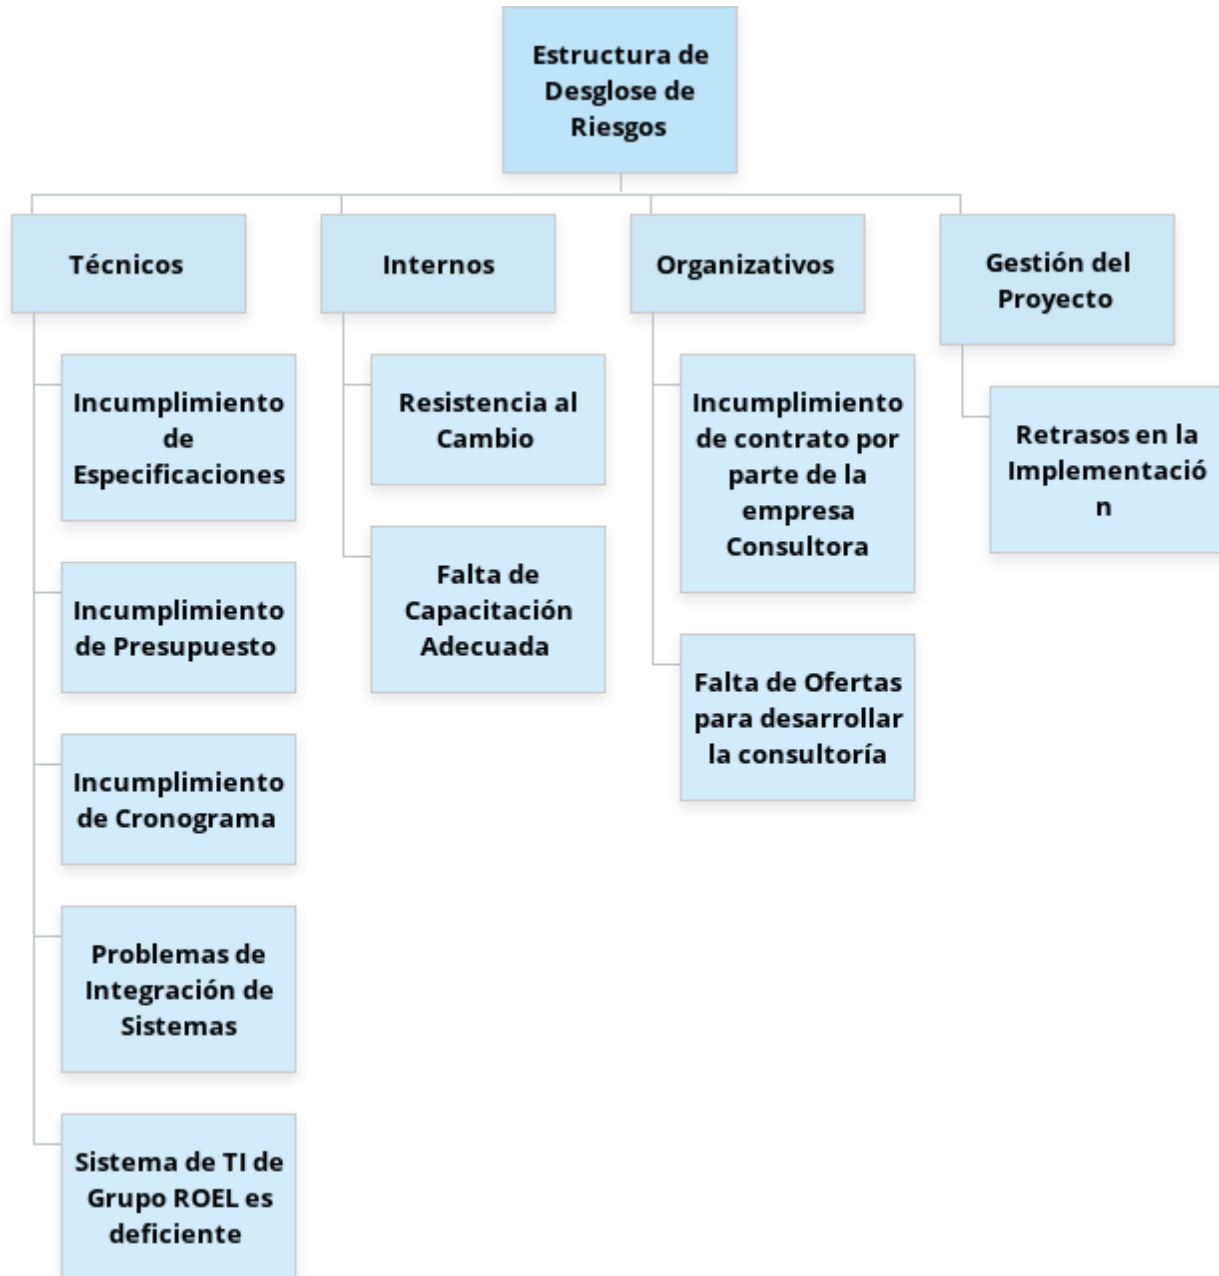 Estructura de
Desglose de
Riesgos
Técnicos
Internos
Organizativos
Gestión del
Proyecto
Incumplimiento
de
Especificaciones
Incumplimiento
de Presupuesto
Incumplimiento
de Cronograma
Problemas de
Integración de
Sistemas
Sistema de TI de
Grupo ROEL es
deficiente
Resistencia al
Cambio
Falta de
Capacitación
Adecuada
Incumplimiento
de contrato por
parte de la
empresa
Consultora
Falta de Ofertas
para desarrollar
la consultoría
Retrasos en la
Implementació
n